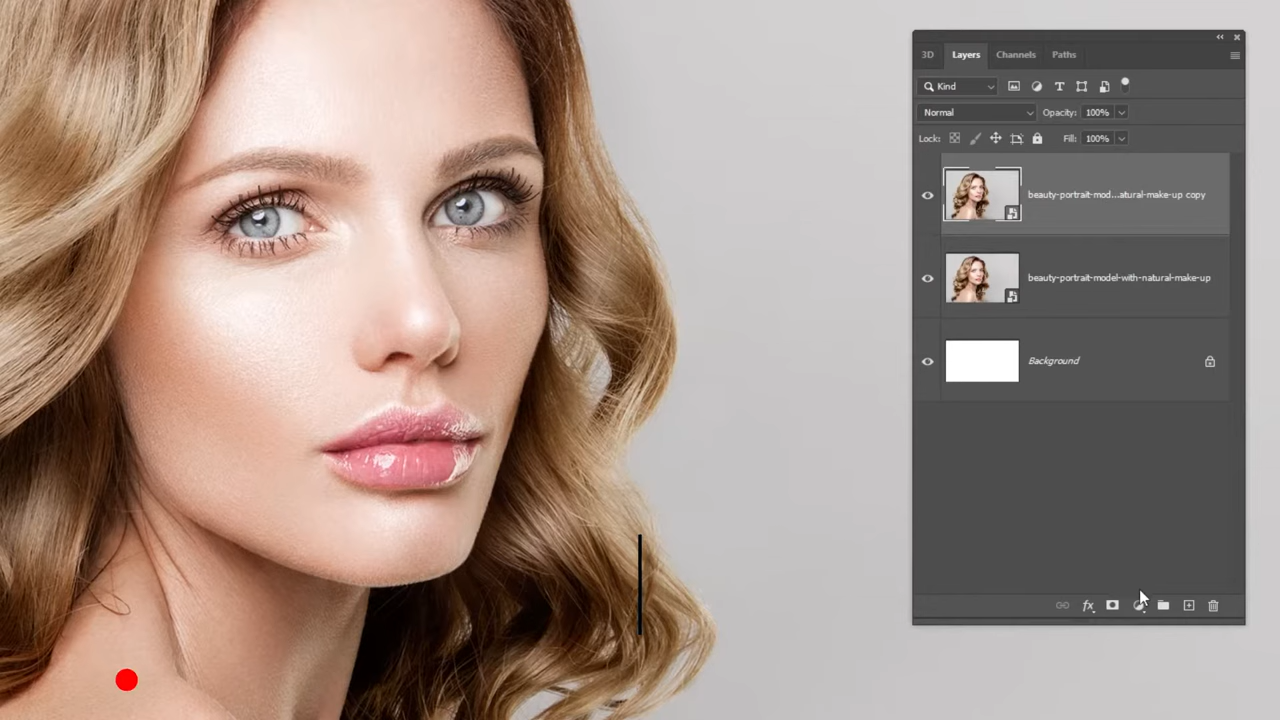 3D Layers Channels Paths
Kind
Normal Opacity: 100%
Lock: Fill: 100%
beauty-portrait-mod...atural-make-up copy
beauty-portrait-model-with-natural-make-up
Background
fx